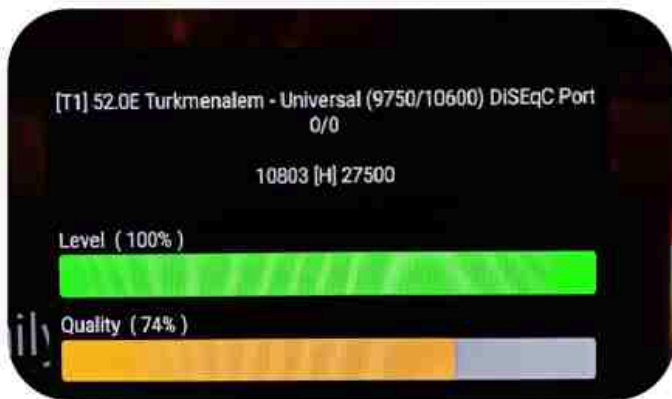 [T1] 52.0E Turkmenalem - Universal (9750/10600) DiSEqC Port
0/0
10803 [H] 27500
Level ( 100% )
Quality ( 74% )